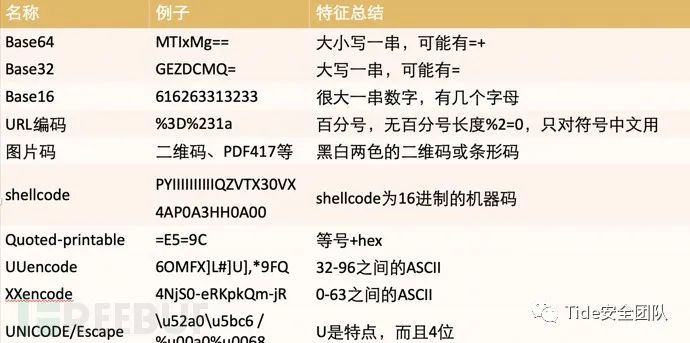 名称 例子 特征总结
Base64 MTIxMg== 大小写一串，可能有=+
Base32 GEZDCMQ= 大写一串，可能有=
Base16 616263313233 很大一串数字，有几个字母
URL编码 %3D%231a 百分号，无百分号长度%2=0，只对符号中文用
图片码 二维码、PDF417等 黑白两色的二维码或条形码
PYIIIIIIIIIIQZVTX30VX
shellcode shellcode为16进制的机器码
4AP0A3HH0A00
Quoted-printable =E5=9C 等号+hex
UUencode 6OMFX]L#]U],*9FQ 32-96之间的ASCII
XXencode 4NjS0-eRKpkQm-jR 0-63之间的ASCII
FREEBUF Tide安全团队
UNICODE/Escape \u52a0\u5bc6 / U是特点，而且4位
%u00a0%u0068